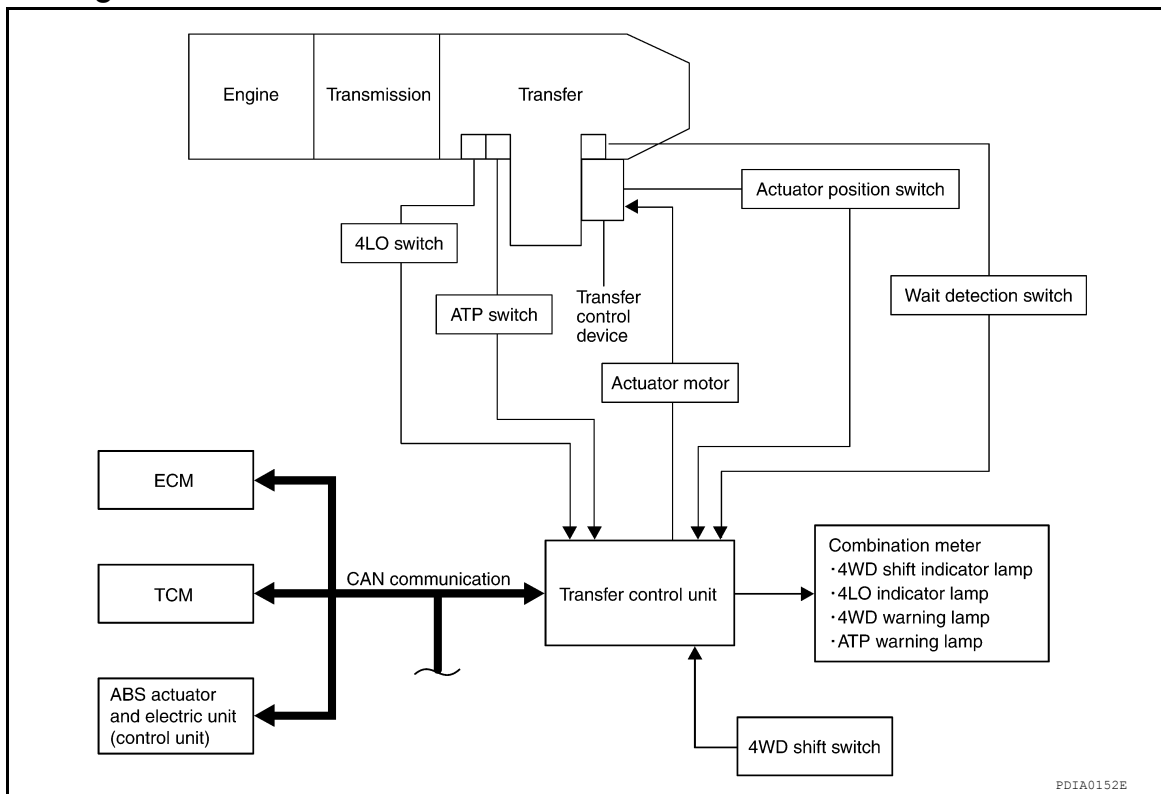 Engine
Transmission
Transfer
Actuator position switch
4LO switch
Wait detection switch
ATP switch
Transfer
control
device
Actuator motor
ECM
TCM
CAN communication
Transfer control unit
Combination meter
・4WD shift indicator lamp
・4LO indicator lamp
・4WD warning lamp
・ATP warning lamp
ABS actuator
and electric unit
(control unit)
4WD shift switch
PDIA0152E